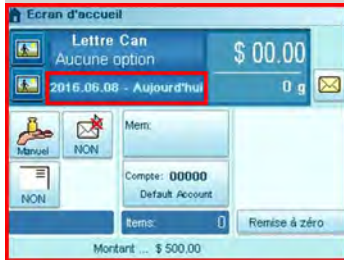 Ecran d'accueil
Lettre Can
Aucune option
$ 00.00
2016.06.08 - Aujourd'hui
0 g
Manuel
NON
Mem:
NON
Compte: 00000
Default Account
Items: 0
Remise à zéro
Montant ... $ 500.00